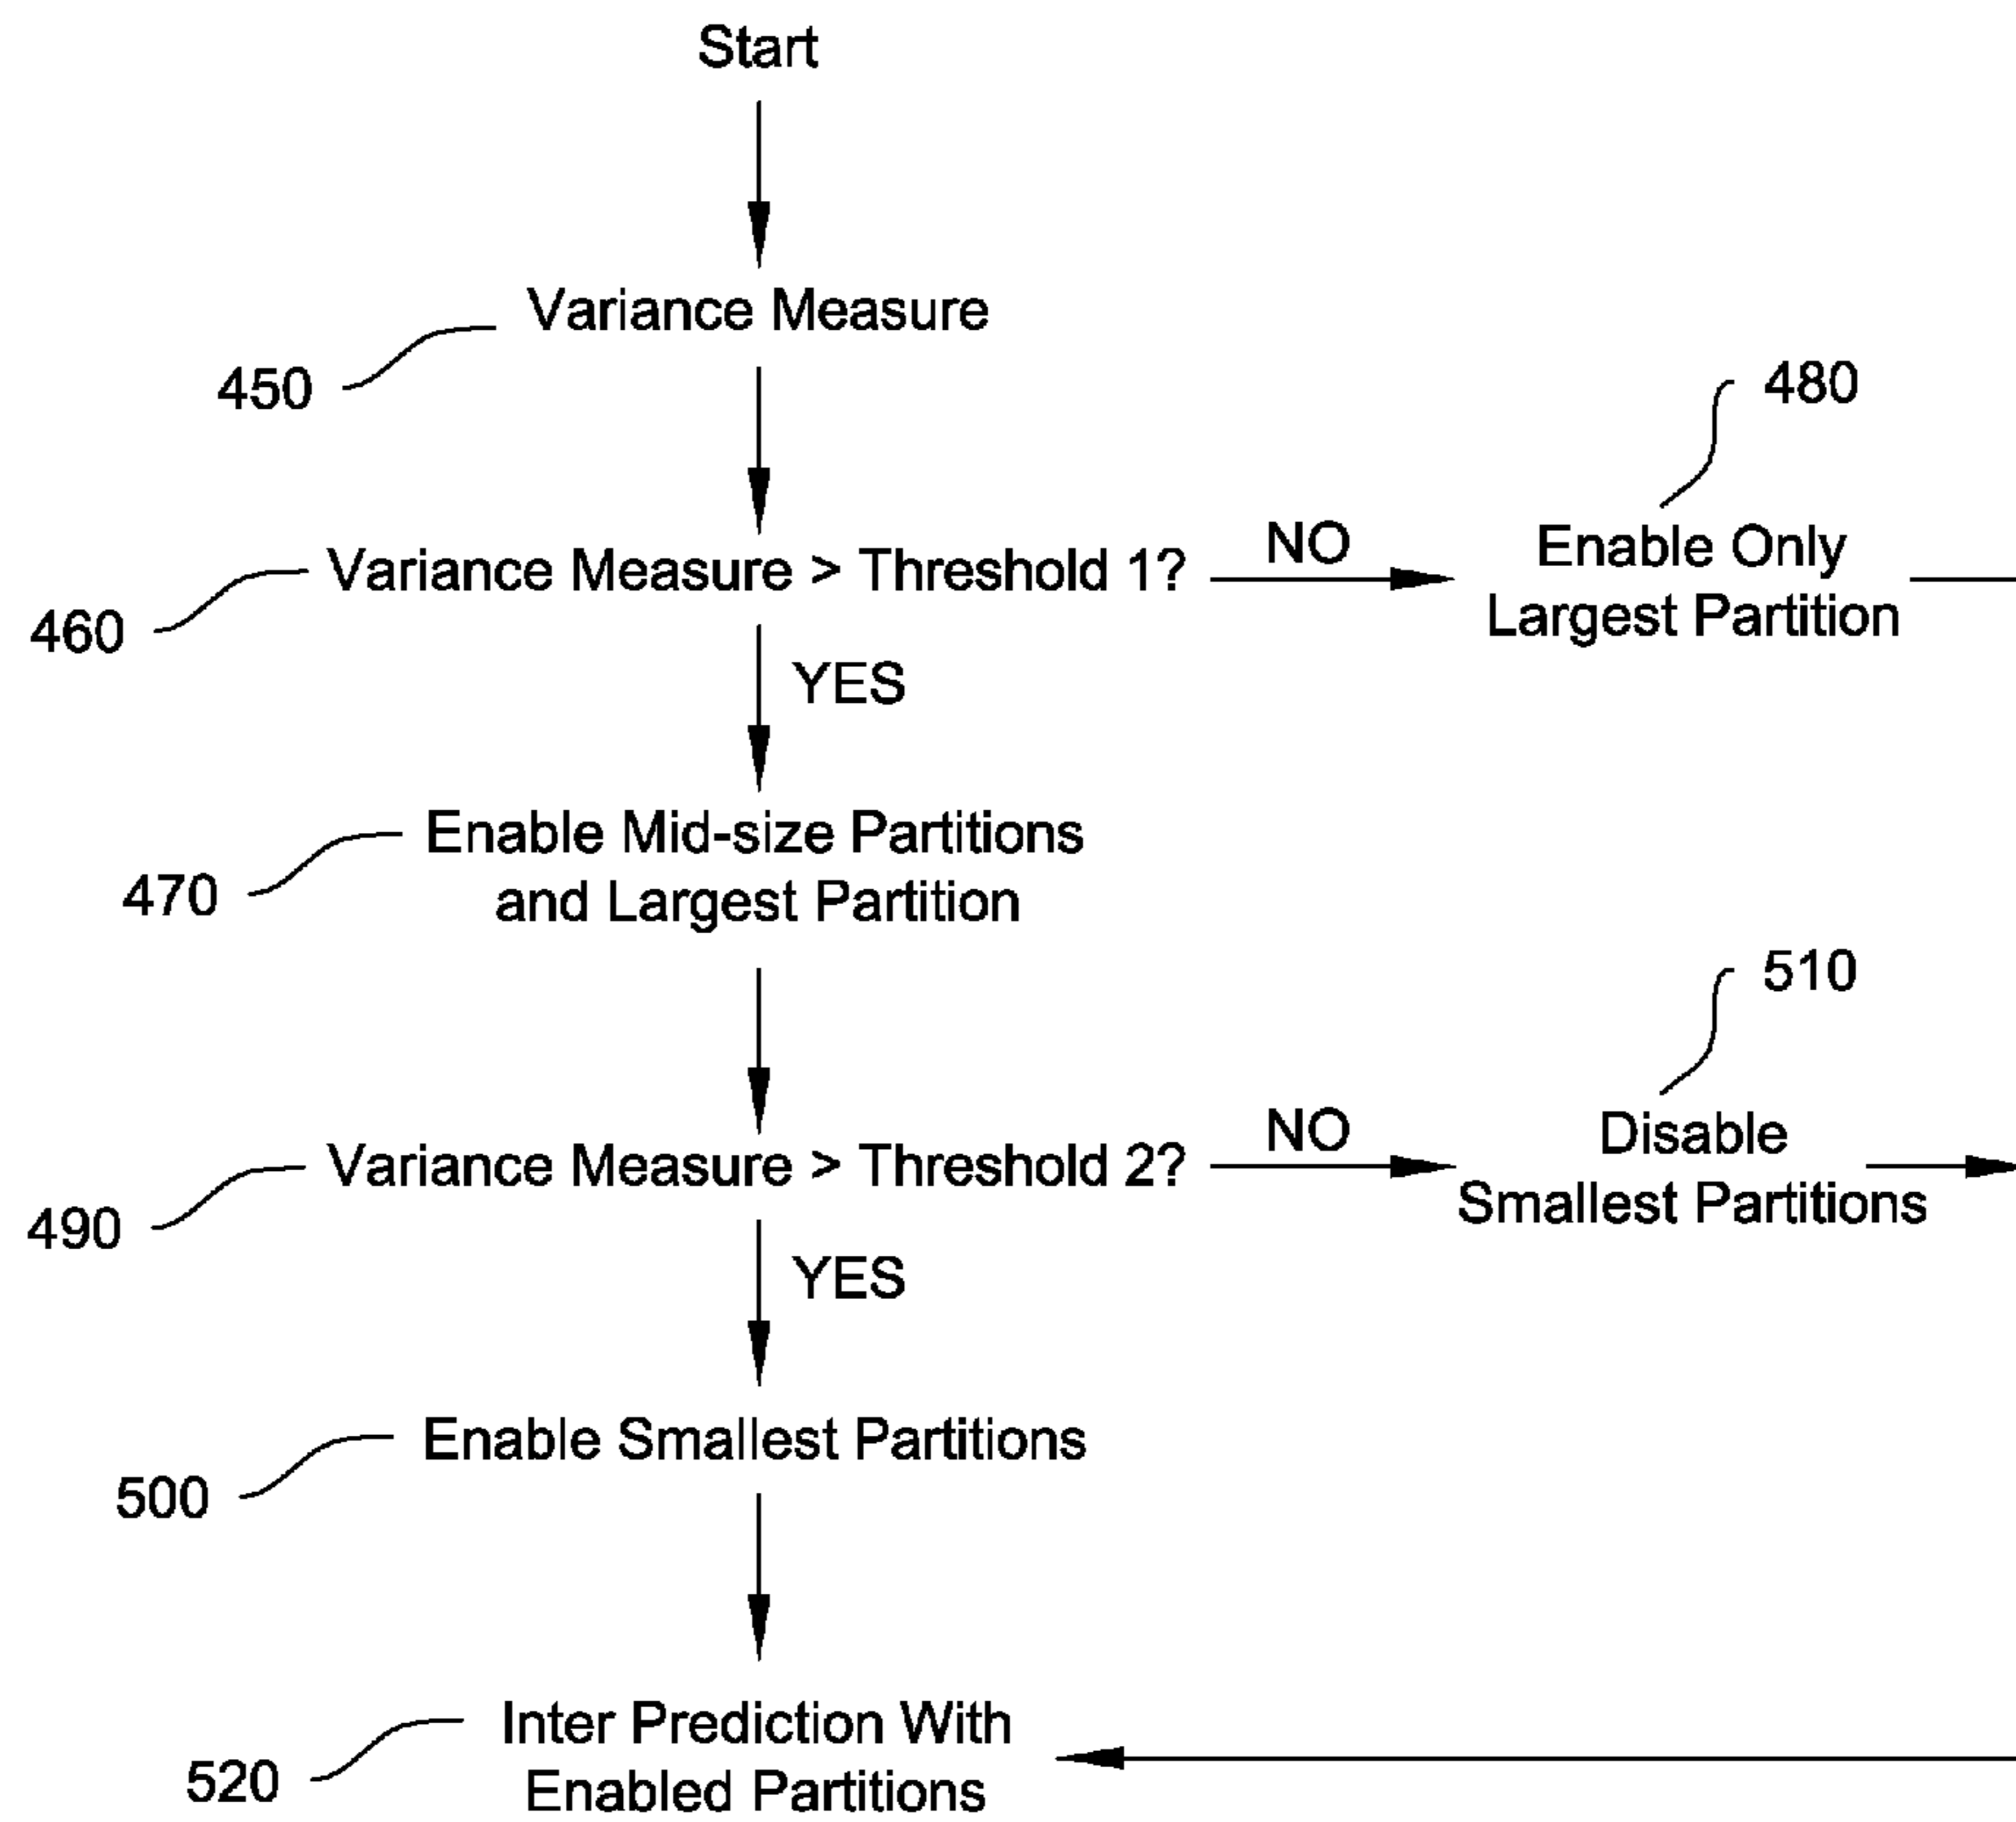 Start
Variance Measure
450
480
Variance Measure > Threshold 1?
NO
Enable Only
Largest Partition
460
YES
Enable Mid-size Partitions
and Largest Partition
470
510
Variance Measure > Threshold 2?
NO
Disable
Smallest Partitions
490
YES
Enable Smallest Partitions
500
Inter Prediction With
Enabled Partitions
520